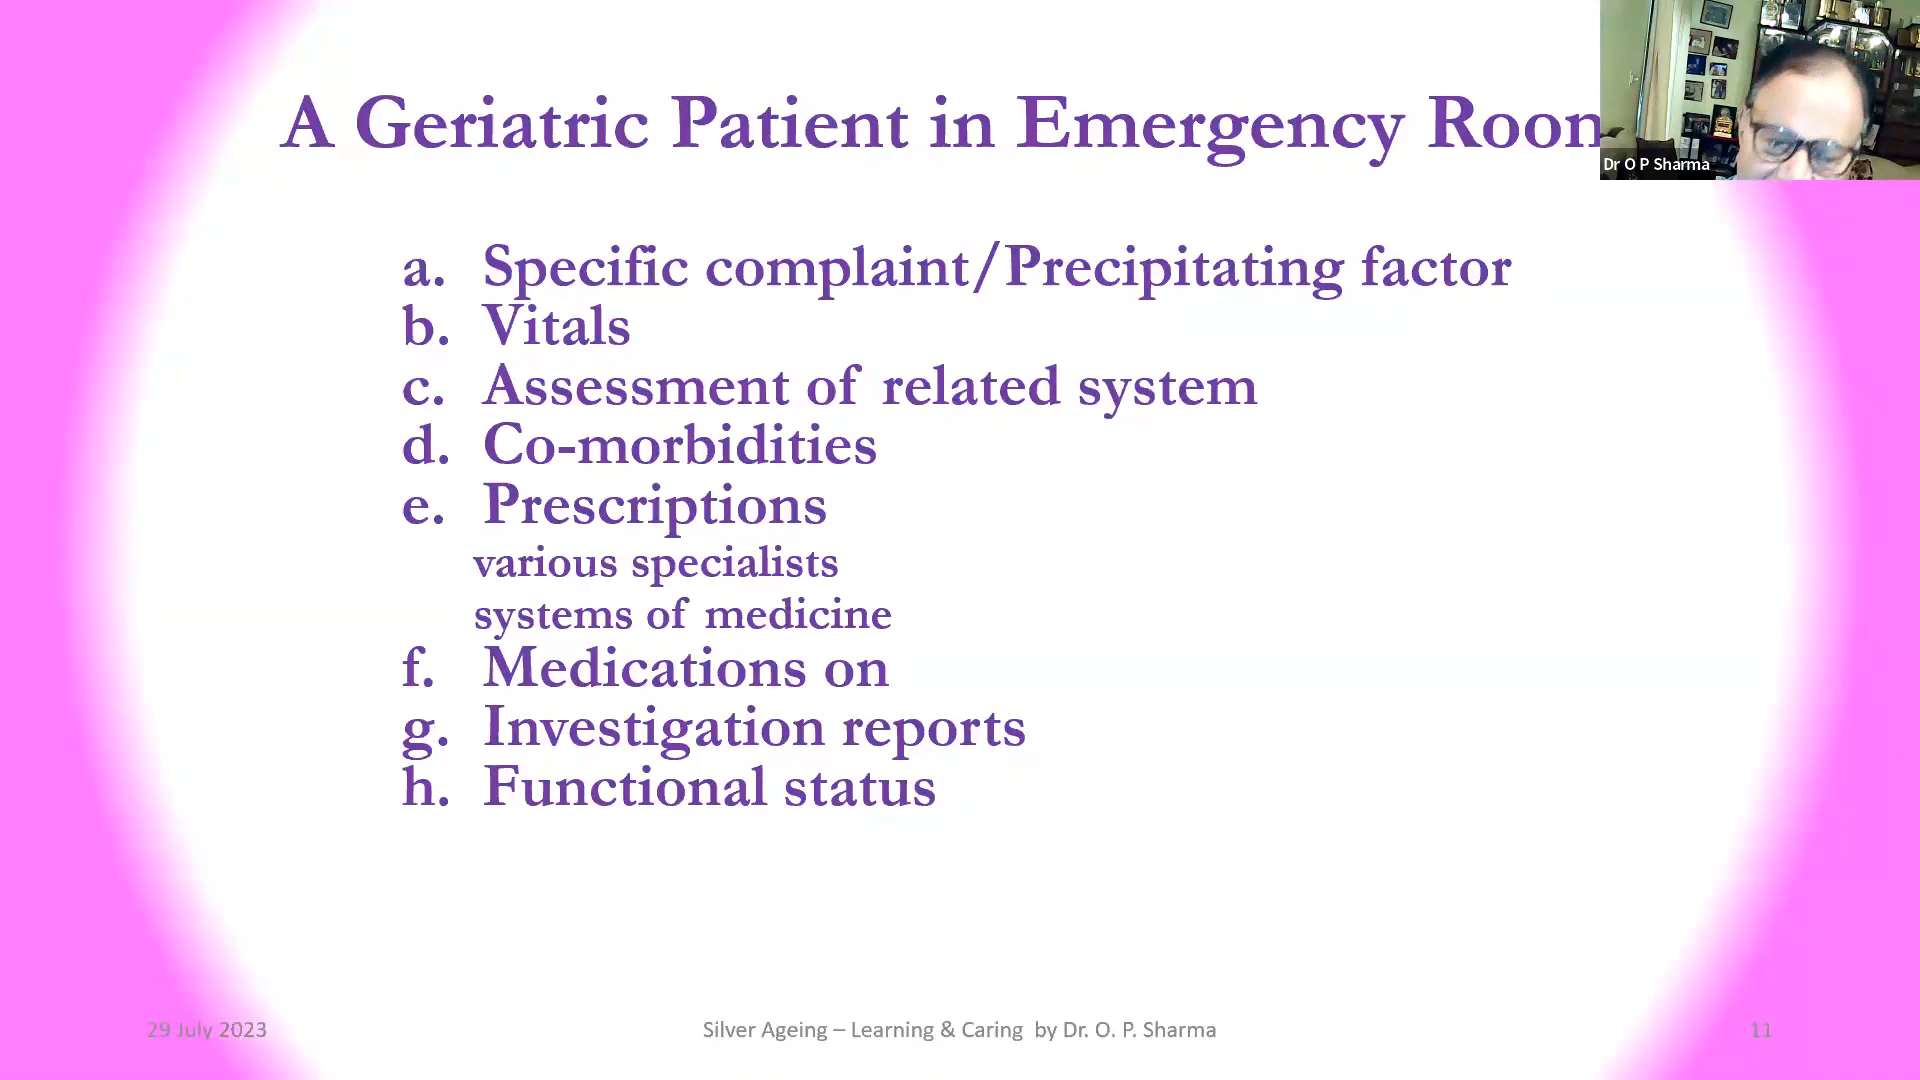 A Geriatric Patient in Emergency
a. Specific complaint/Precipitating factor
b. Vitals
c. Assessment of related system
d. Co-morbidities
e. Prescriptions
various specialists
systems of medicine
f. Medications on
g. Investigation reports
h. Functional status
Dr O P Sharma
29 July 2023
Silver Ageing – Learning & Caring by Dr. O. P. Sharma
11